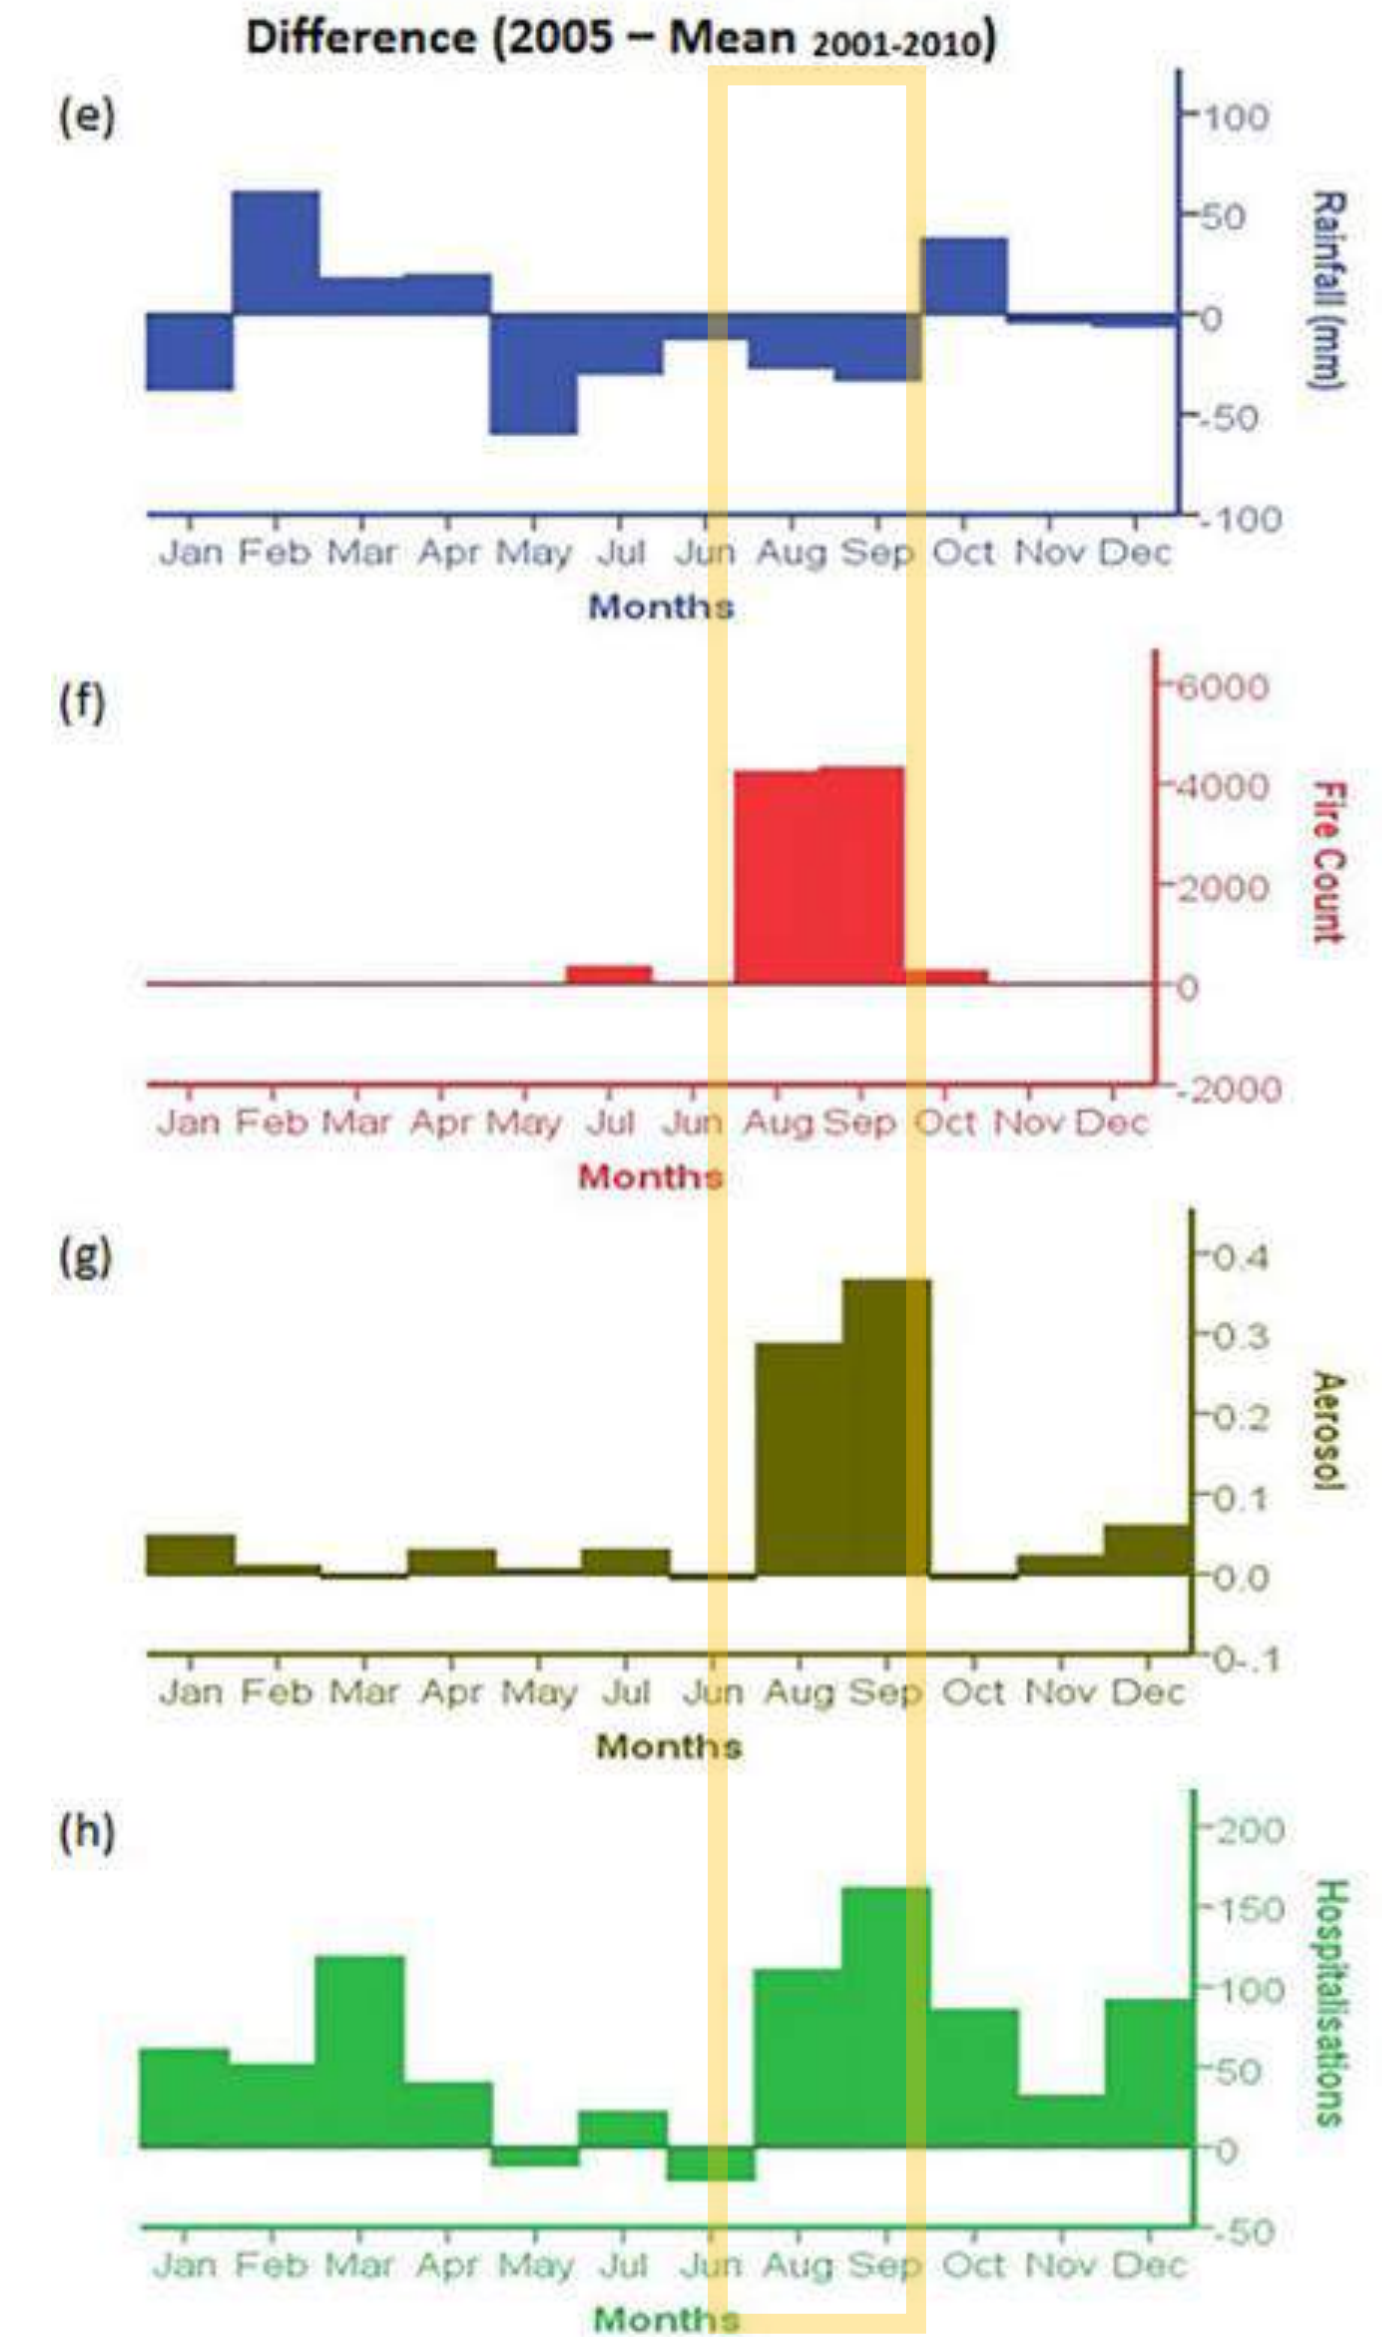 Difference (2005 – Mean 2001-2010)
(e)
100
50
0
-50
-100
Rainfall (mm)
Jan Feb Mar Apr May Jul Jun Aug Sep Oct Nov Dec
Months
(f)
6000
4000
2000
0
-2000
Fire Count
Jan Feb Mar Apr May Jul Jun Aug Sep Oct Nov Dec
Months
(g)
0.4
0.3
0.2
0.1
0.0
0-.1
Aerosol
Jan Feb Mar Apr May Jul Jun Aug Sep Oct Nov Dec
Months
(h)
200
150
100
50
0
-50
Hospitalisations
Jan Feb Mar Apr May Jul Jun Aug Sep Oct Nov Dec
Months